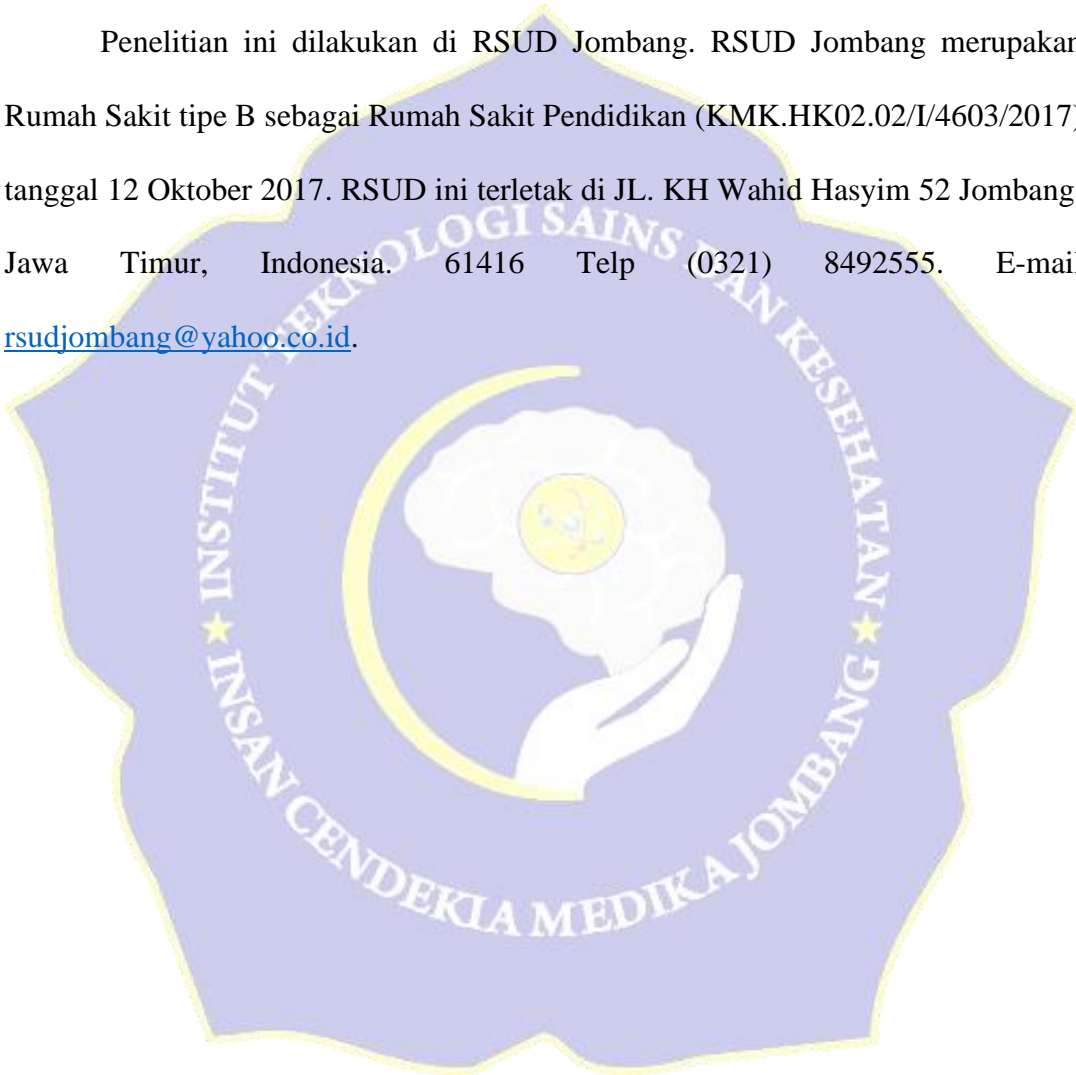 Penelitian ini dilakukan di RSUD Jombang. RSUD Jombang merupakan
Rumah Sakit tipe B sebagai Rumah Sakit Pendidikan (KMK.HK02.02/I/4603/2017)
tanggal 12 Oktober 2017. RSUD ini terletak di JL. KH Wahid Hasyim 52 Jombang
Jawa Timur, Indonesia. 61416 Telp (0321) 8492555. E-mail
rsudjombang@yahoo.co.id.
INSTITUT TEKNOLOGI SAINS DAN KESEHATAN
INSAN CENDEKIA MEDIKA JOMBANG